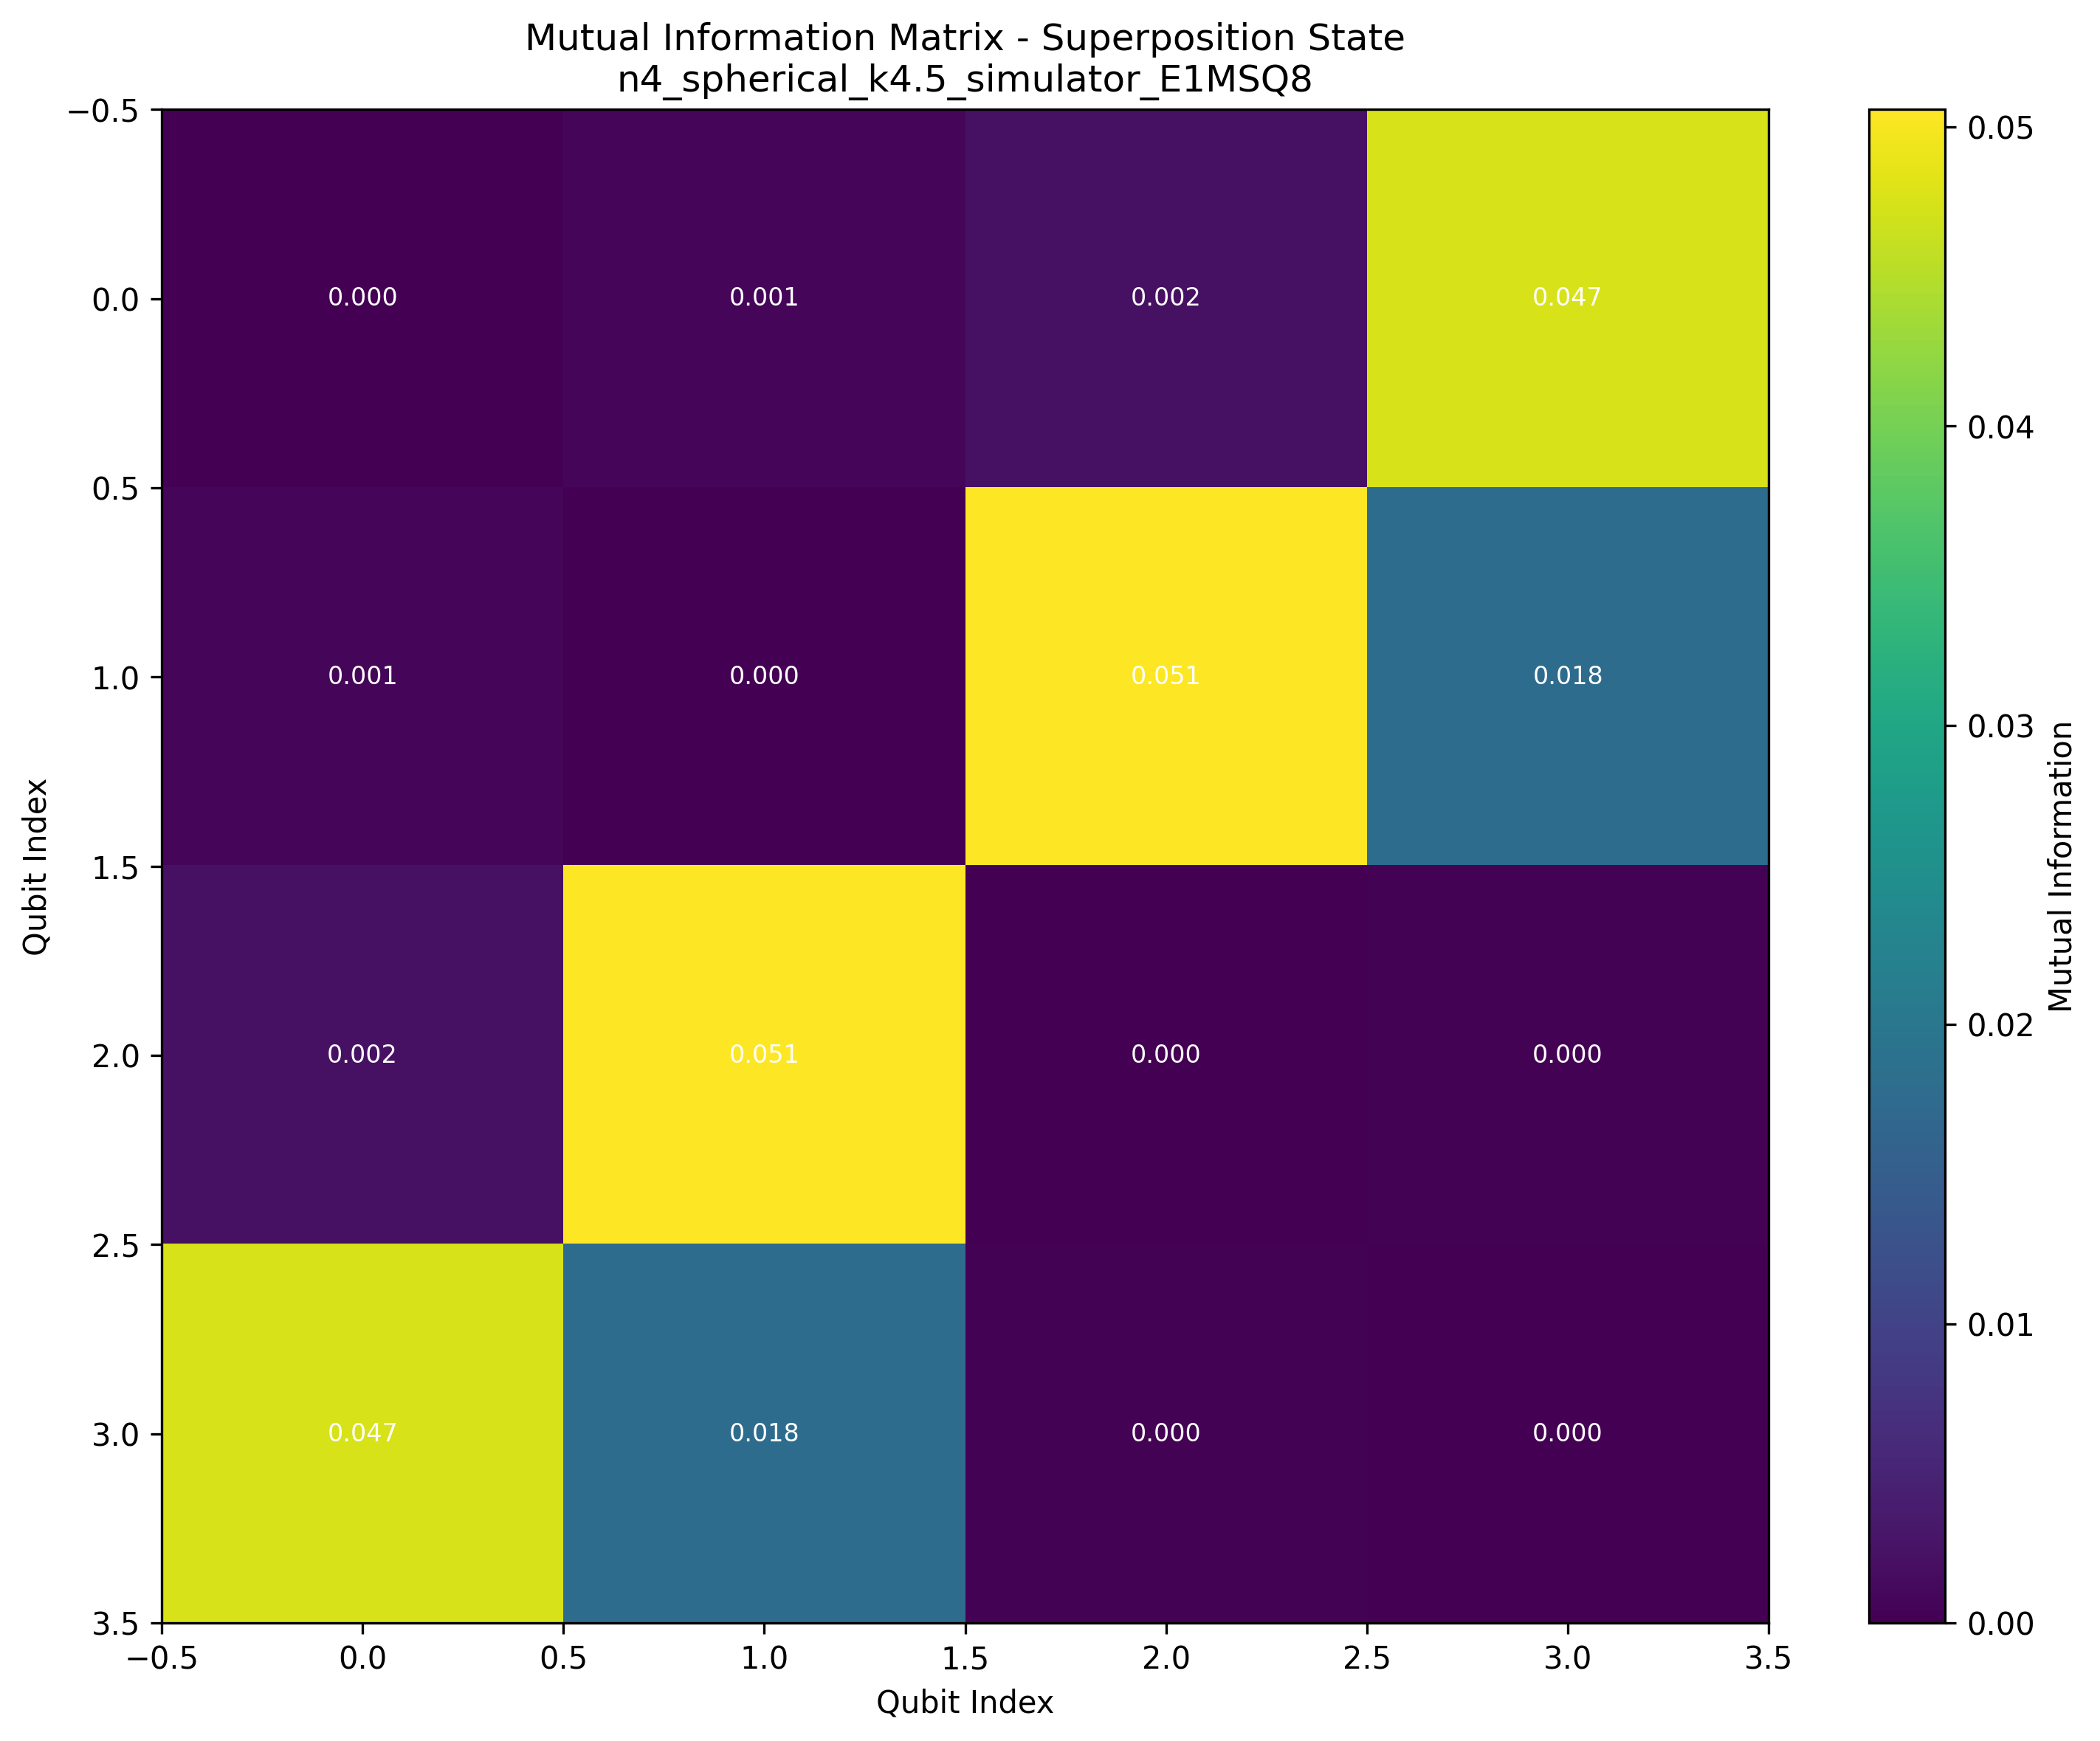 Mutual Information Matrix - Superposition State
n4_spherical_k4.5_simulator_E1MSQ8
−0.5
0.0 0.000 0.001 0.002 0.047
0.5
1.0 0.001 0.000 0.051 0.018
1.5
2.0 0.002 0.051 0.000 0.000
2.5
3.0 0.047 0.018 0.000 0.000
3.5
Qubit Index
−0.5 0.0 0.5 1.0 1.5 2.0 2.5 3.0 3.5
Qubit Index
0.05
0.04
0.03
0.02
0.01
0.00
Mutual Information